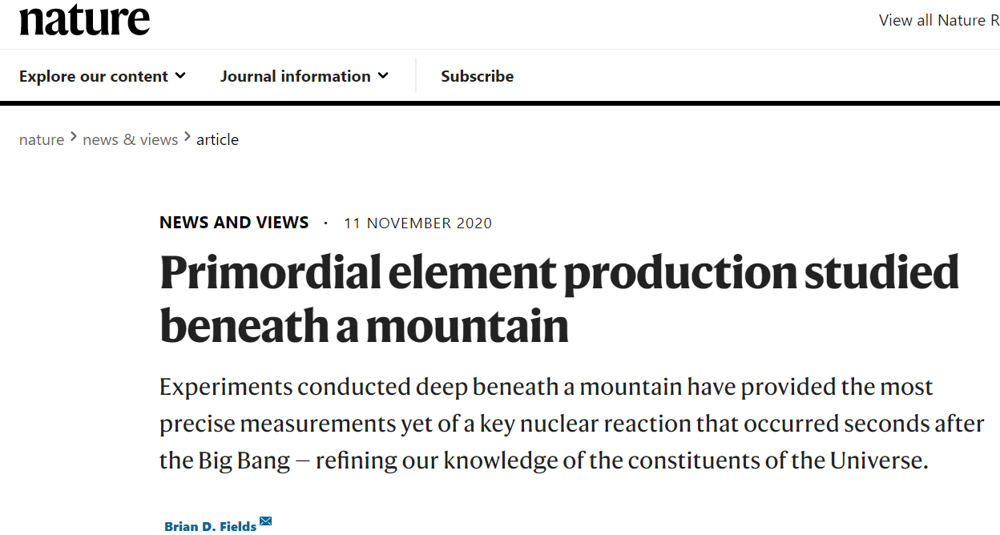 nature
View all Nature R
Explore our content
Journal information
Subscribe
nature > news & views > article
NEWS AND VIEWS · 11 NOVEMBER 2020
Primordial element production studied
beneath a mountain
Experiments conducted deep beneath a mountain have provided the most
precise measurements yet of a key nuclear reaction that occurred seconds after
the Big Bang — refining our knowledge of the constituents of the Universe.
Brian D. Fields